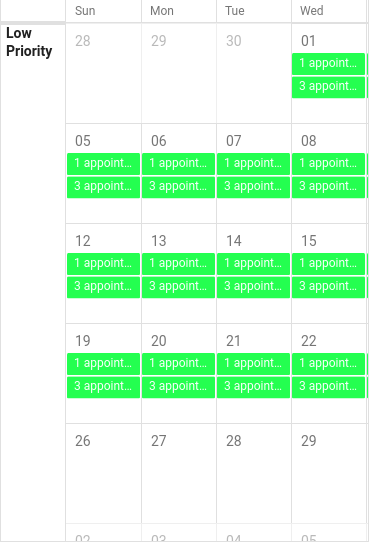 Sun Mon Tue Wed
Low
Priority
28 29 30 01
1 appoint...
3 appoint...
05 06 07 08
1 appoint... 1 appoint... 1 appoint... 1 appoint...
3 appoint... 3 appoint... 3 appoint... 3 appoint...
12 13 14 15
1 appoint... 1 appoint... 1 appoint... 1 appoint...
3 appoint... 3 appoint... 3 appoint... 3 appoint...
19 20 21 22
1 appoint... 1 appoint... 1 appoint... 1 appoint...
3 appoint... 3 appoint... 3 appoint... 3 appoint...
26 27 28 29
02 03 04 05